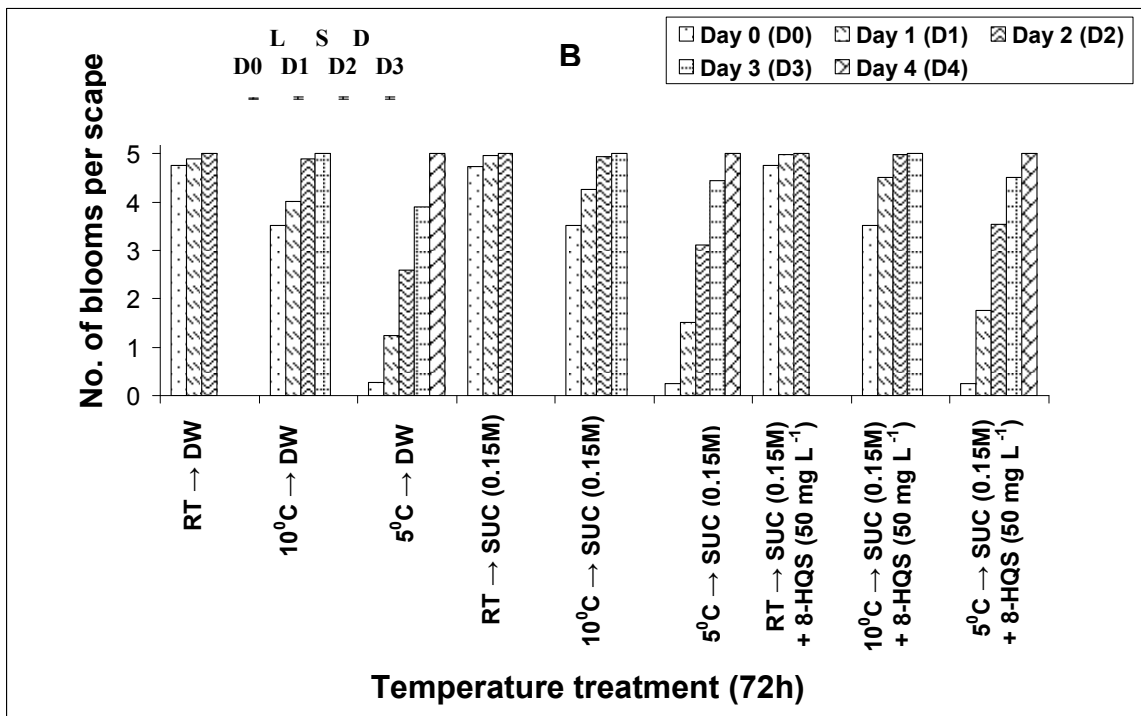 L S D
D0 D1 D2 D3
B
Day 0 (D0) Day 1 (D1) Day 2 (D2)
Day 3 (D3) Day 4 (D4)
No. of blooms per scape
5
4
3
2
1
0
RT → DW
10⁰C → DW
5⁰C → DW
RT → SUC (0.15M)
10⁰C → SUC (0.15M)
5⁰C → SUC (0.15M)
RT → SUC (0.15M)
+ 8-HQS (50 mg L⁻¹)
10⁰C → SUC (0.15M)
+ 8-HQS (50 mg L⁻¹)
5⁰C → SUC (0.15M)
+ 8-HQS (50 mg L⁻¹)
Temperature treatment (72h)